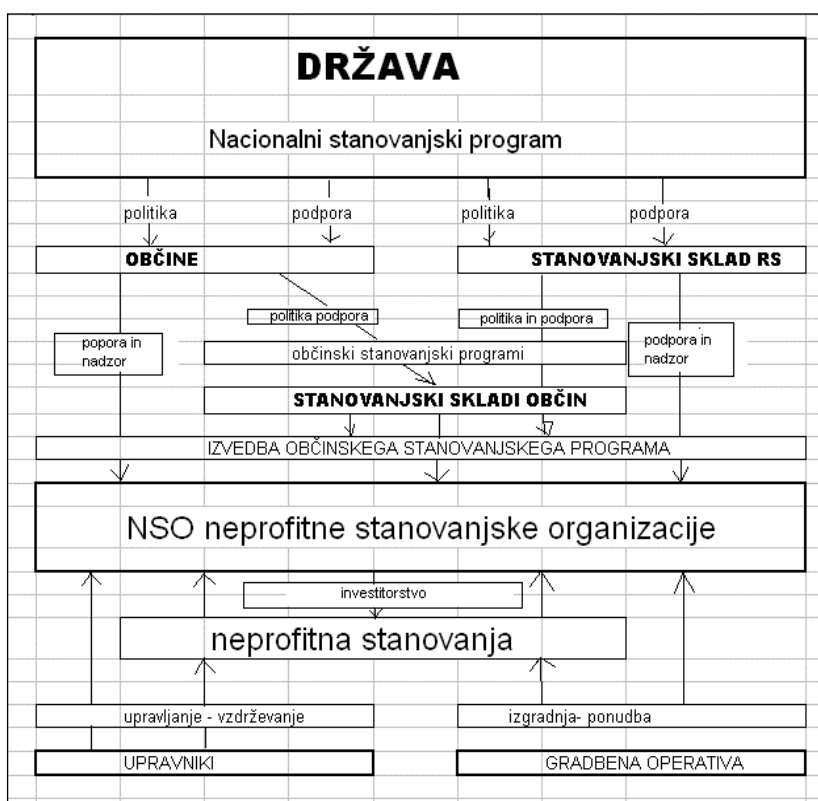 DRŽAVA
Nacionalni stanovanjski program
politika podpora politika podpora
OBČINE STANOVANJSKI SKLAD RS
politika podpora politika in podpora
popora in
nadzor
podpora in
nadzor
občinski stanovanjski programi
STANOVANJSKI SKLADI OBČIN
IZVEDBA OBČINSKEGA STANOVANJSKEGA PROGRAMA
NSO neprofitne stanovanjske organizacije
investitorstvo
neprofitna stanovanja
upravljanje - vzdrževanje izgradnja- ponudba
UPRAVNIKI GRADBENA OPERATIVA